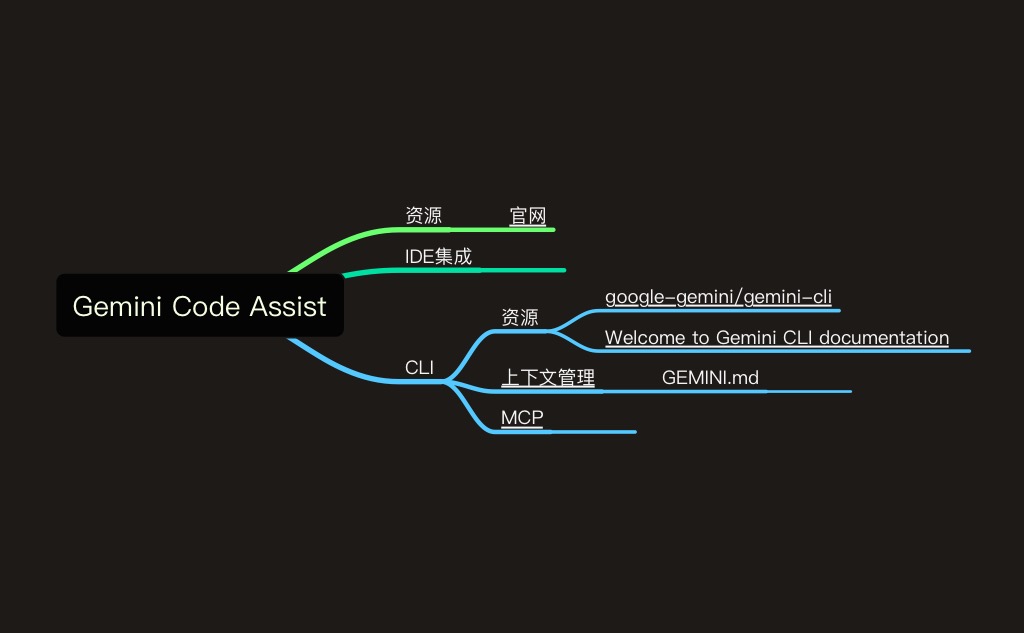 Gemini Code Assist
资源
官网
IDE集成
CLI
资源
google-gemini/gemini-cli
Welcome to Gemini CLI documentation
上下文管理
GEMINI.md
MCP